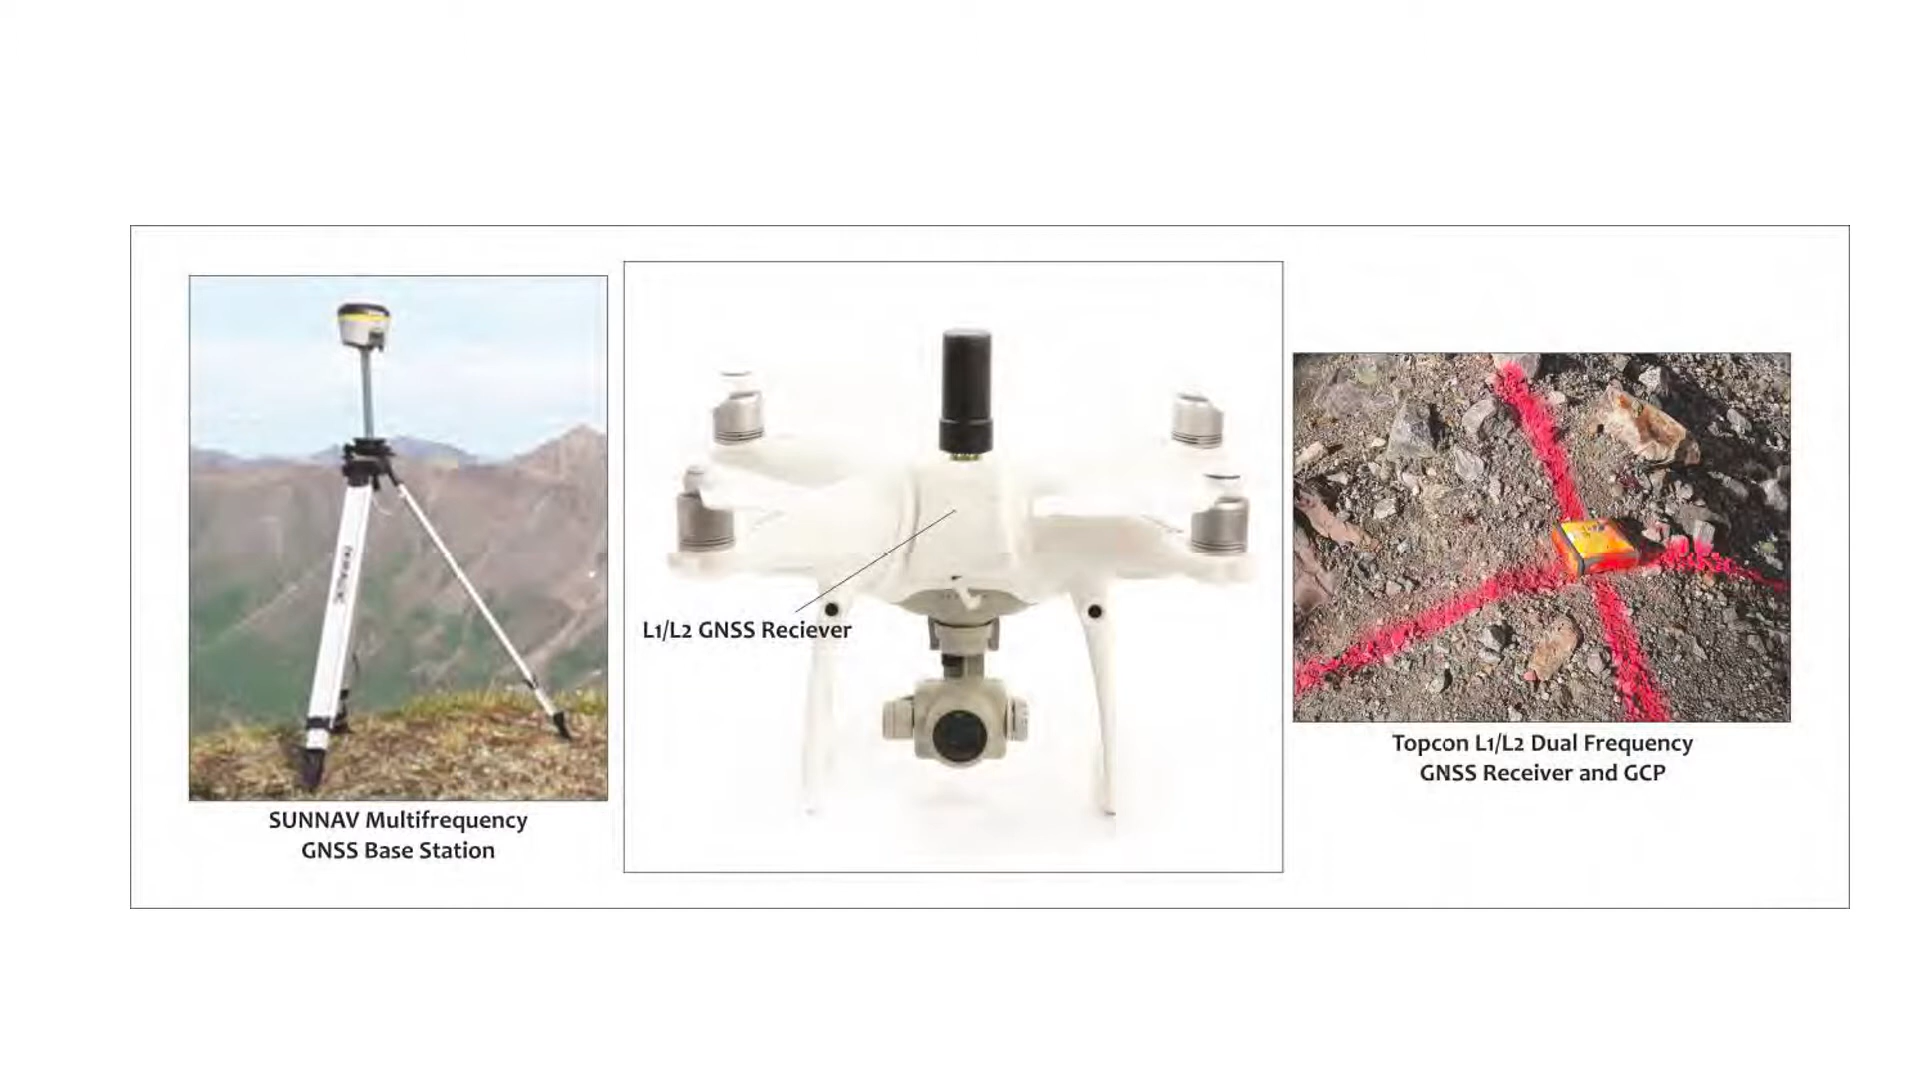 L1/L2 GNSS Reciever
SUNNAV Multifrequency
GNSS Base Station
Topcon L1/L2 Dual Frequency
GNSS Receiver and GCP